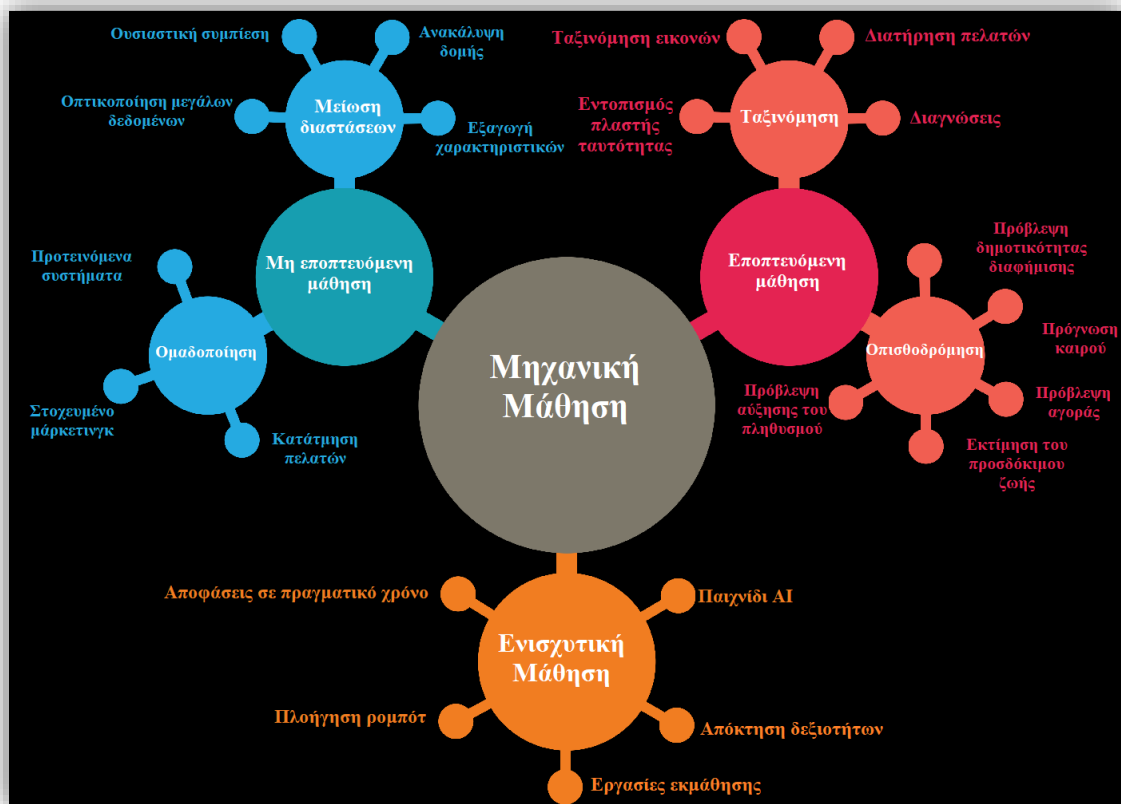 Ουσιαστική συμπίεση
Ανακάλυψη
δομής
Οπτικοποίηση μεγάλων
δεδομένων
Μείωση
διαστάσεων
Εξαγωγή
χαρακτηριστικών
Ταξινόμηση εικονών
Διατήρηση πελατών
Εντοπισμός
πλαστής
ταυτότητας
Ταξινόμηση
Διαγνώσεις
Προτεινόμενα
συστήματα
Μη εποπτευόμενη
μάθηση
Ομαδοποίηση
Στοχευμένο
μάρκετινγκ
Κατάτμηση
πελατών
Μηχανική
Μάθηση
Εποπτευόμενη
μάθηση
Πρόβλεψη
δημοτικότητας
διαφήμισης
Οπισθοδρόμηση
Πρόγνωση
καιρού
Πρόβλεψη
αύξησης του
πληθυσμού
Πρόβλεψη
αγοράς
Εκτίμηση του
προσδόκιμου
ζωής
Αποφάσεις σε πραγματικό χρόνο
Παιχνίδι AI
Ενισχυτική
Μάθηση
Πλοήγηση ρομπότ
Απόκτηση δεξιοτήτων
Εργασίες εκμάθησης